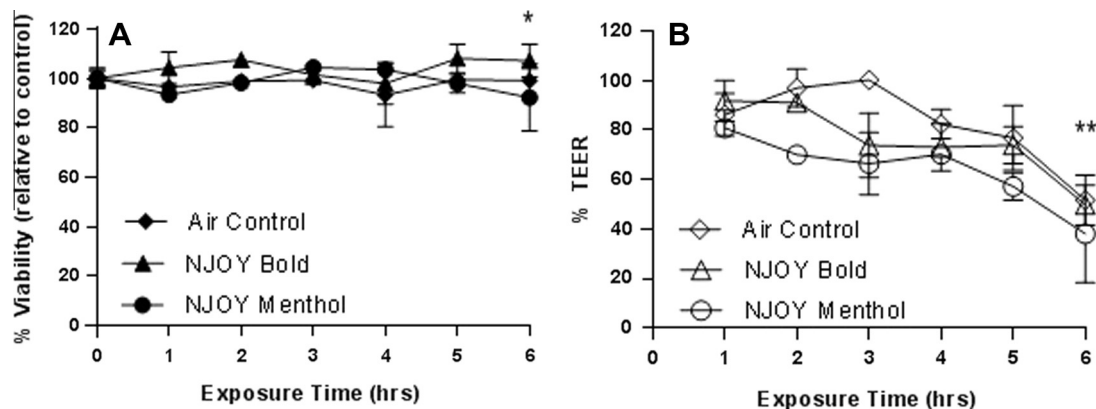 A
% Viability (relative to control)
120
100
80
60
40
20
0
*
Air Control
NJOY Bold
NJOY Menthol
0 1 2 3 4 5 6
Exposure Time (hrs)
B
% TEER
120
100
80
60
40
20
0
**
Air Control
NJOY Bold
NJOY Menthol
0 1 2 3 4 5 6
Exposure Time (hrs)